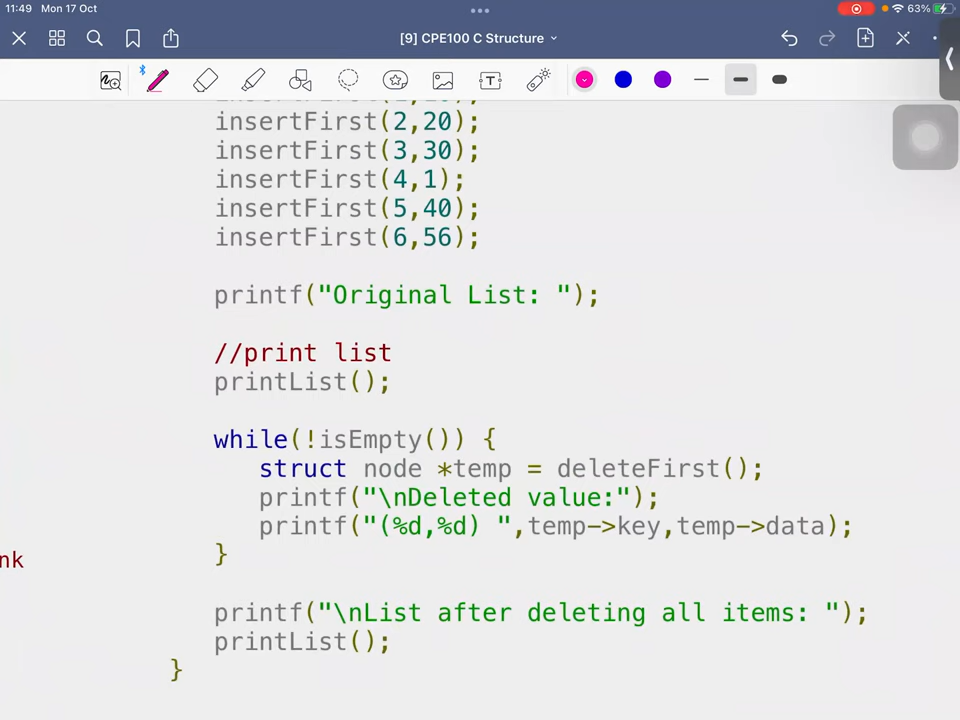 11:49 Mon 17 Oct
63%
[9] CPE100 C Structure
insertFirst(2,20);
insertFirst(3,30);
insertFirst(4,1);
insertFirst(5,40);
insertFirst(6,56);
printf("Original List: ");
//print list
printList();
while(!isEmpty()) {
struct node *temp = deleteFirst();
printf("\nDeleted value:");
printf("(%d,%d) ",temp->key,temp->data);
}
nk
printf("\nList after deleting all items: ");
printList();
}